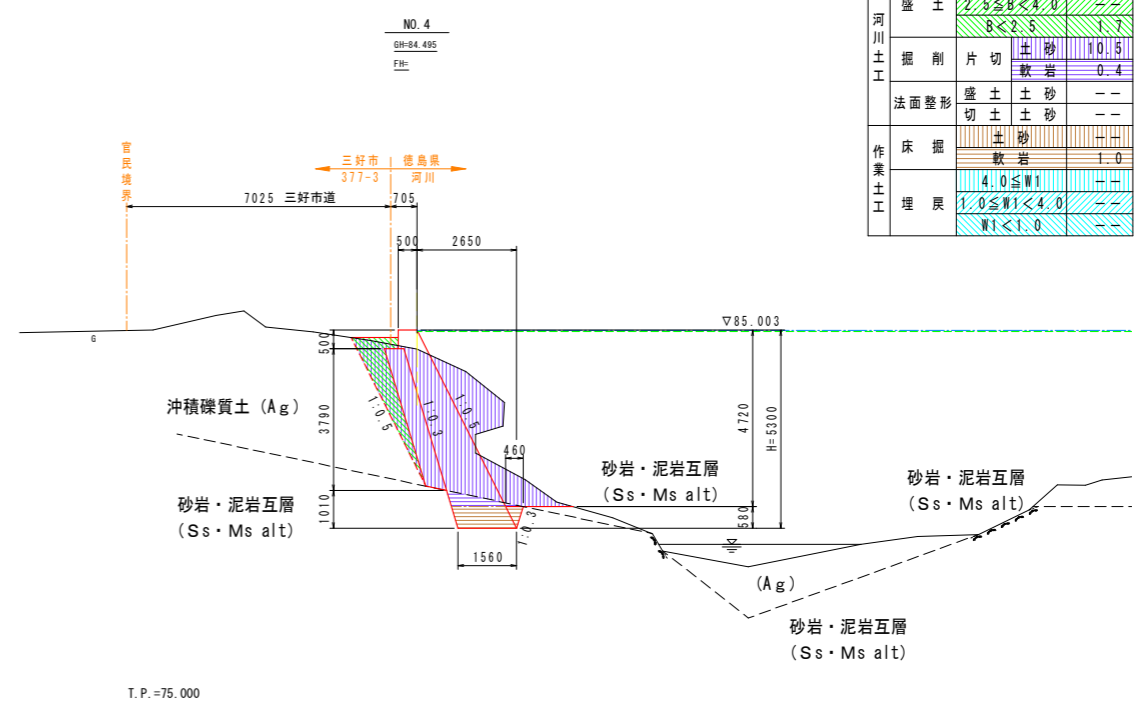 NO.4
GH=84.495
FH=
河川土工
盛土 2.5≦B<4.0 --
B<2.5 1.7
掘削 片切 土砂 10.5
軟岩 0.4
法面整形 盛土 土砂 --
切土 土砂 --
作業土工
床掘 土砂 --
軟岩 1.0
埋戻 4.0≦W1 --
1.0≦W1<4.0 --
W1<1.0 --
官民境界
三好市 徳島県
377-3 河川
7025 三好市道 705
500 2650
▽85.003
G
500
3790
1010
沖積礫質土(Ag)
1:0.5
1:0.3
1:0.5
460
4720
H=5300
580
1:0.3
1560
砂岩・泥岩互層
(Ss・Ms alt)
砂岩・泥岩互層
(Ss・Ms alt)
砂岩・泥岩互層
(Ss・Ms alt)
(Ag)
砂岩・泥岩互層
(Ss・Ms alt)
T.P.=75.000